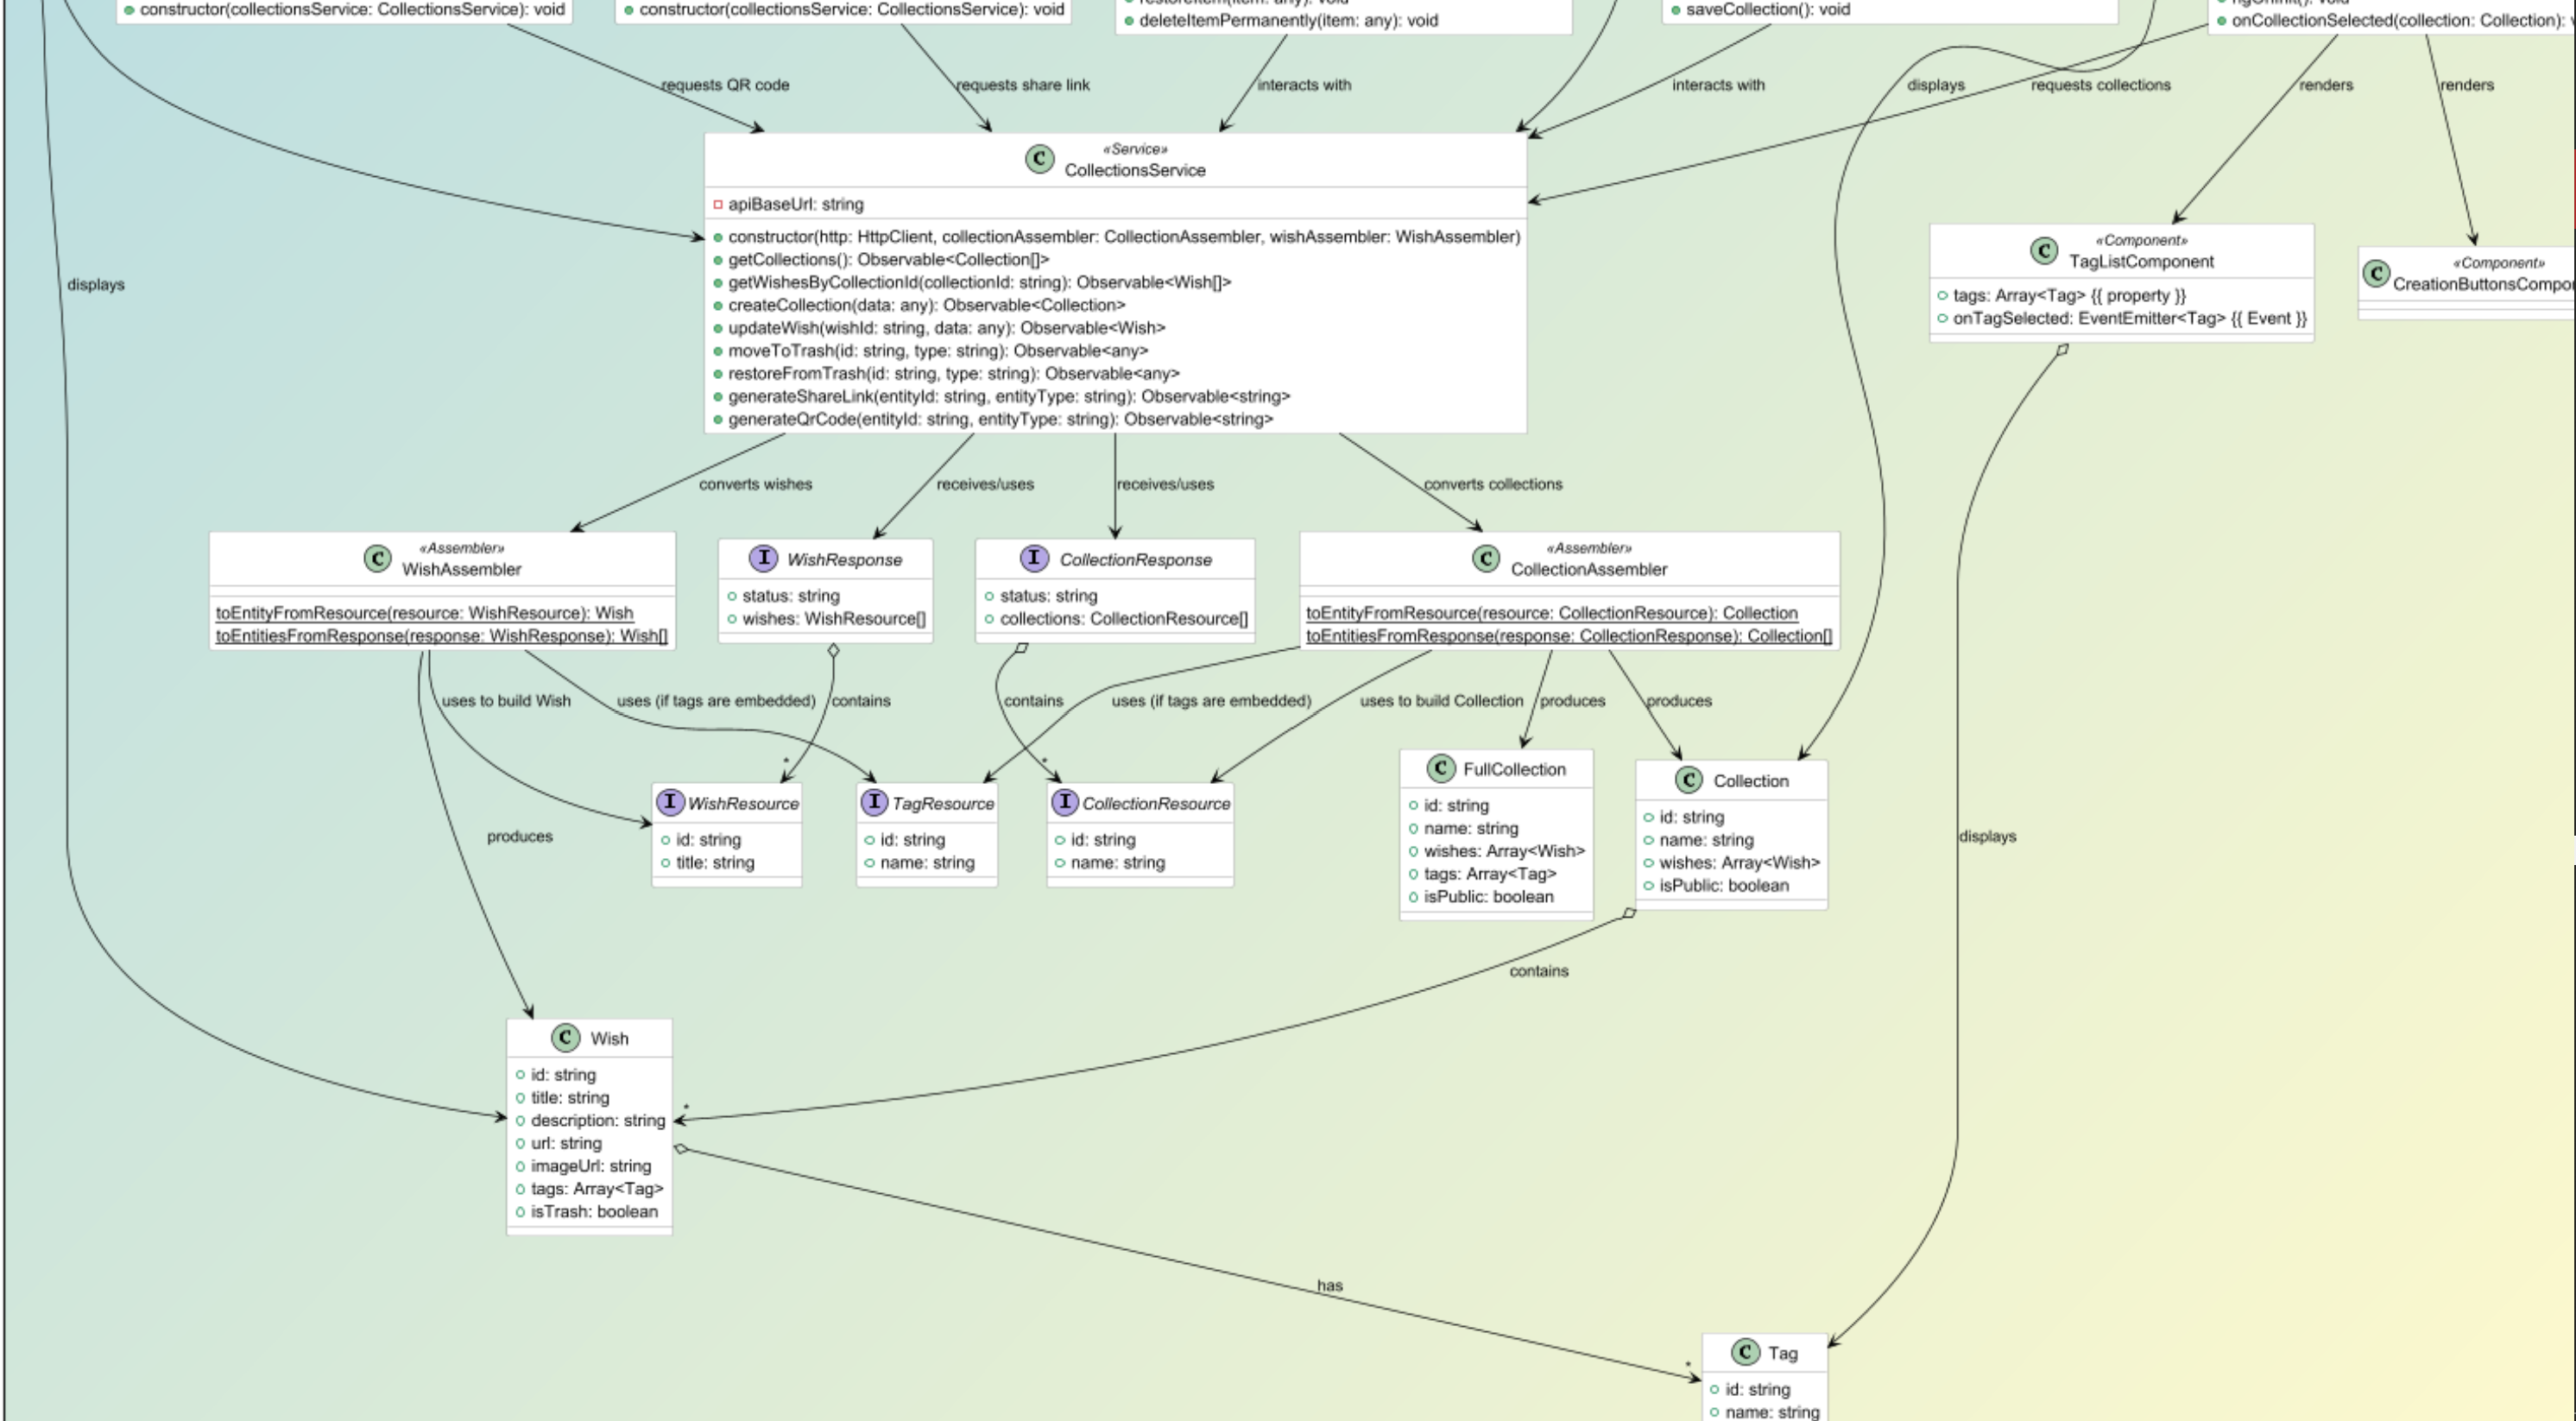 constructor(collectionsService: CollectionsService): void
constructor(collectionsService: CollectionsService): void
restoreItem(item: any): void
deleteItemPermanently(item: any): void
saveCollection(): void
ngOnInit(): void
onCollectionSelected(collection: Collection):
requests QR code
requests share link
interacts with
interacts with
displays
requests collections
renders
renders
«Service»
CollectionsService
apiBaseUrl: string
constructor(http: HttpClient, collectionAssembler: CollectionAssembler, wishAssembler: WishAssembler)
getCollections(): Observable<Collection[]>
getWishesByCollectionId(collectionId: string): Observable<Wish[]>
createCollection(data: any): Observable<Collection>
updateWish(wishId: string, data: any): Observable<Wish>
moveToTrash(id: string, type: string): Observable<any>
restoreFromTrash(id: string, type: string): Observable<any>
generateShareLink(entityId: string, entityType: string): Observable<string>
generateQrCode(entityId: string, entityType: string): Observable<string>
«Component»
TagListComponent
tags: Array<Tag> {{ property }}
onTagSelected: EventEmitter<Tag> {{ Event }}
«Component»
CreationButtonsCompo
displays
converts wishes
receives/uses
receives/uses
converts collections
«Assembler»
WishAssembler
toEntityFromResource(resource: WishResource): Wish
toEntitiesFromResponse(response: WishResponse): Wish[]
I WishResponse
status: string
wishes: WishResource[]
I CollectionResponse
status: string
collections: CollectionResource[]
«Assembler»
CollectionAssembler
toEntityFromResource(resource: CollectionResource): Collection
toEntitiesFromResponse(response: CollectionResponse): Collection[]
uses to build Wish
uses (if tags are embedded)
contains
contains
uses (if tags are embedded)
uses to build Collection
produces
produces
*
*
I WishResource
id: string
title: string
I TagResource
id: string
name: string
I CollectionResource
id: string
name: string
C FullCollection
id: string
name: string
wishes: Array<Wish>
tags: Array<Tag>
isPublic: boolean
C Collection
id: string
name: string
wishes: Array<Wish>
isPublic: boolean
produces
displays
contains
C Wish
id: string
title: string
description: string
url: string
imageUrl: string
tags: Array<Tag>
isTrash: boolean
*
has
*
C Tag
id: string
name: string